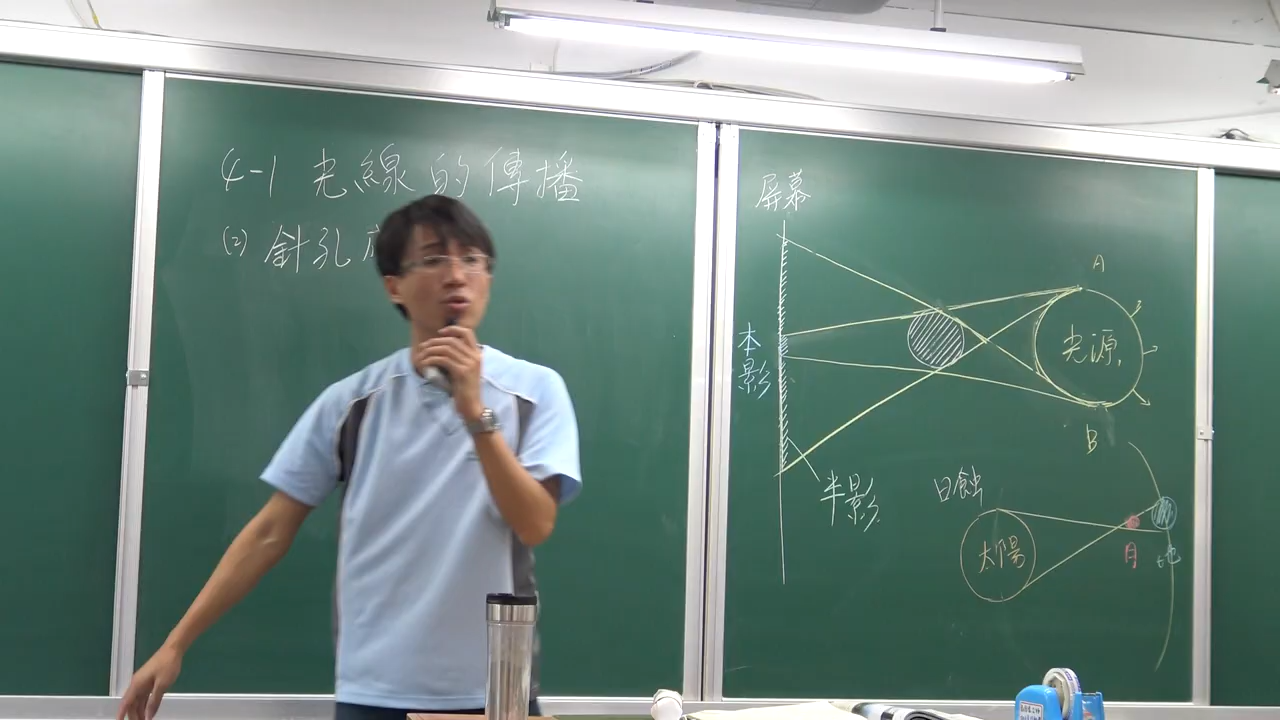 4-1 光線的傳播
(2) 針孔
屏幕
A
本影
光源
B
半影
日蝕
太陽
月
地